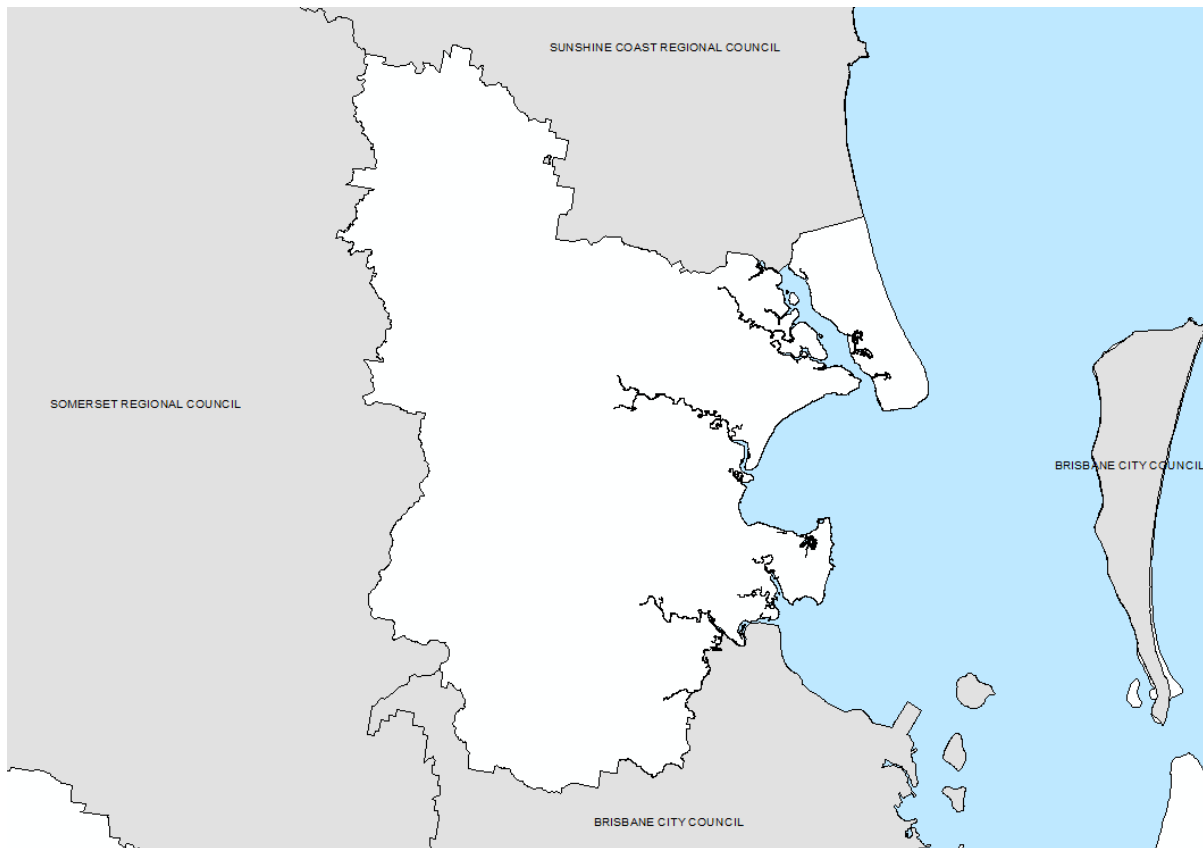 SUNSHINE COAST REGIONAL COUNCIL
SOMERSET REGIONAL COUNCIL
BRISBANE CITY COUNCIL
BRISBANE CITY COUNCIL